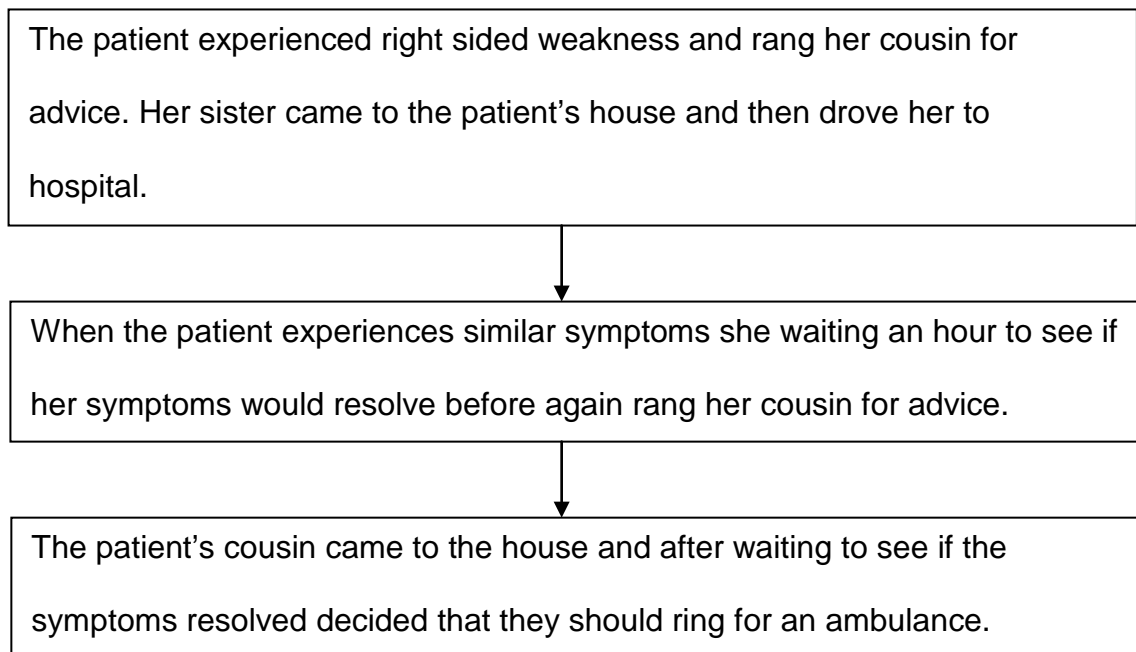 The patient experienced right sided weakness and rang her cousin for
advice. Her sister came to the patient’s house and then drove her to
hospital.
When the patient experiences similar symptoms she waiting an hour to see if
her symptoms would resolve before again rang her cousin for advice.
The patient’s cousin came to the house and after waiting to see if the
symptoms resolved decided that they should ring for an ambulance.